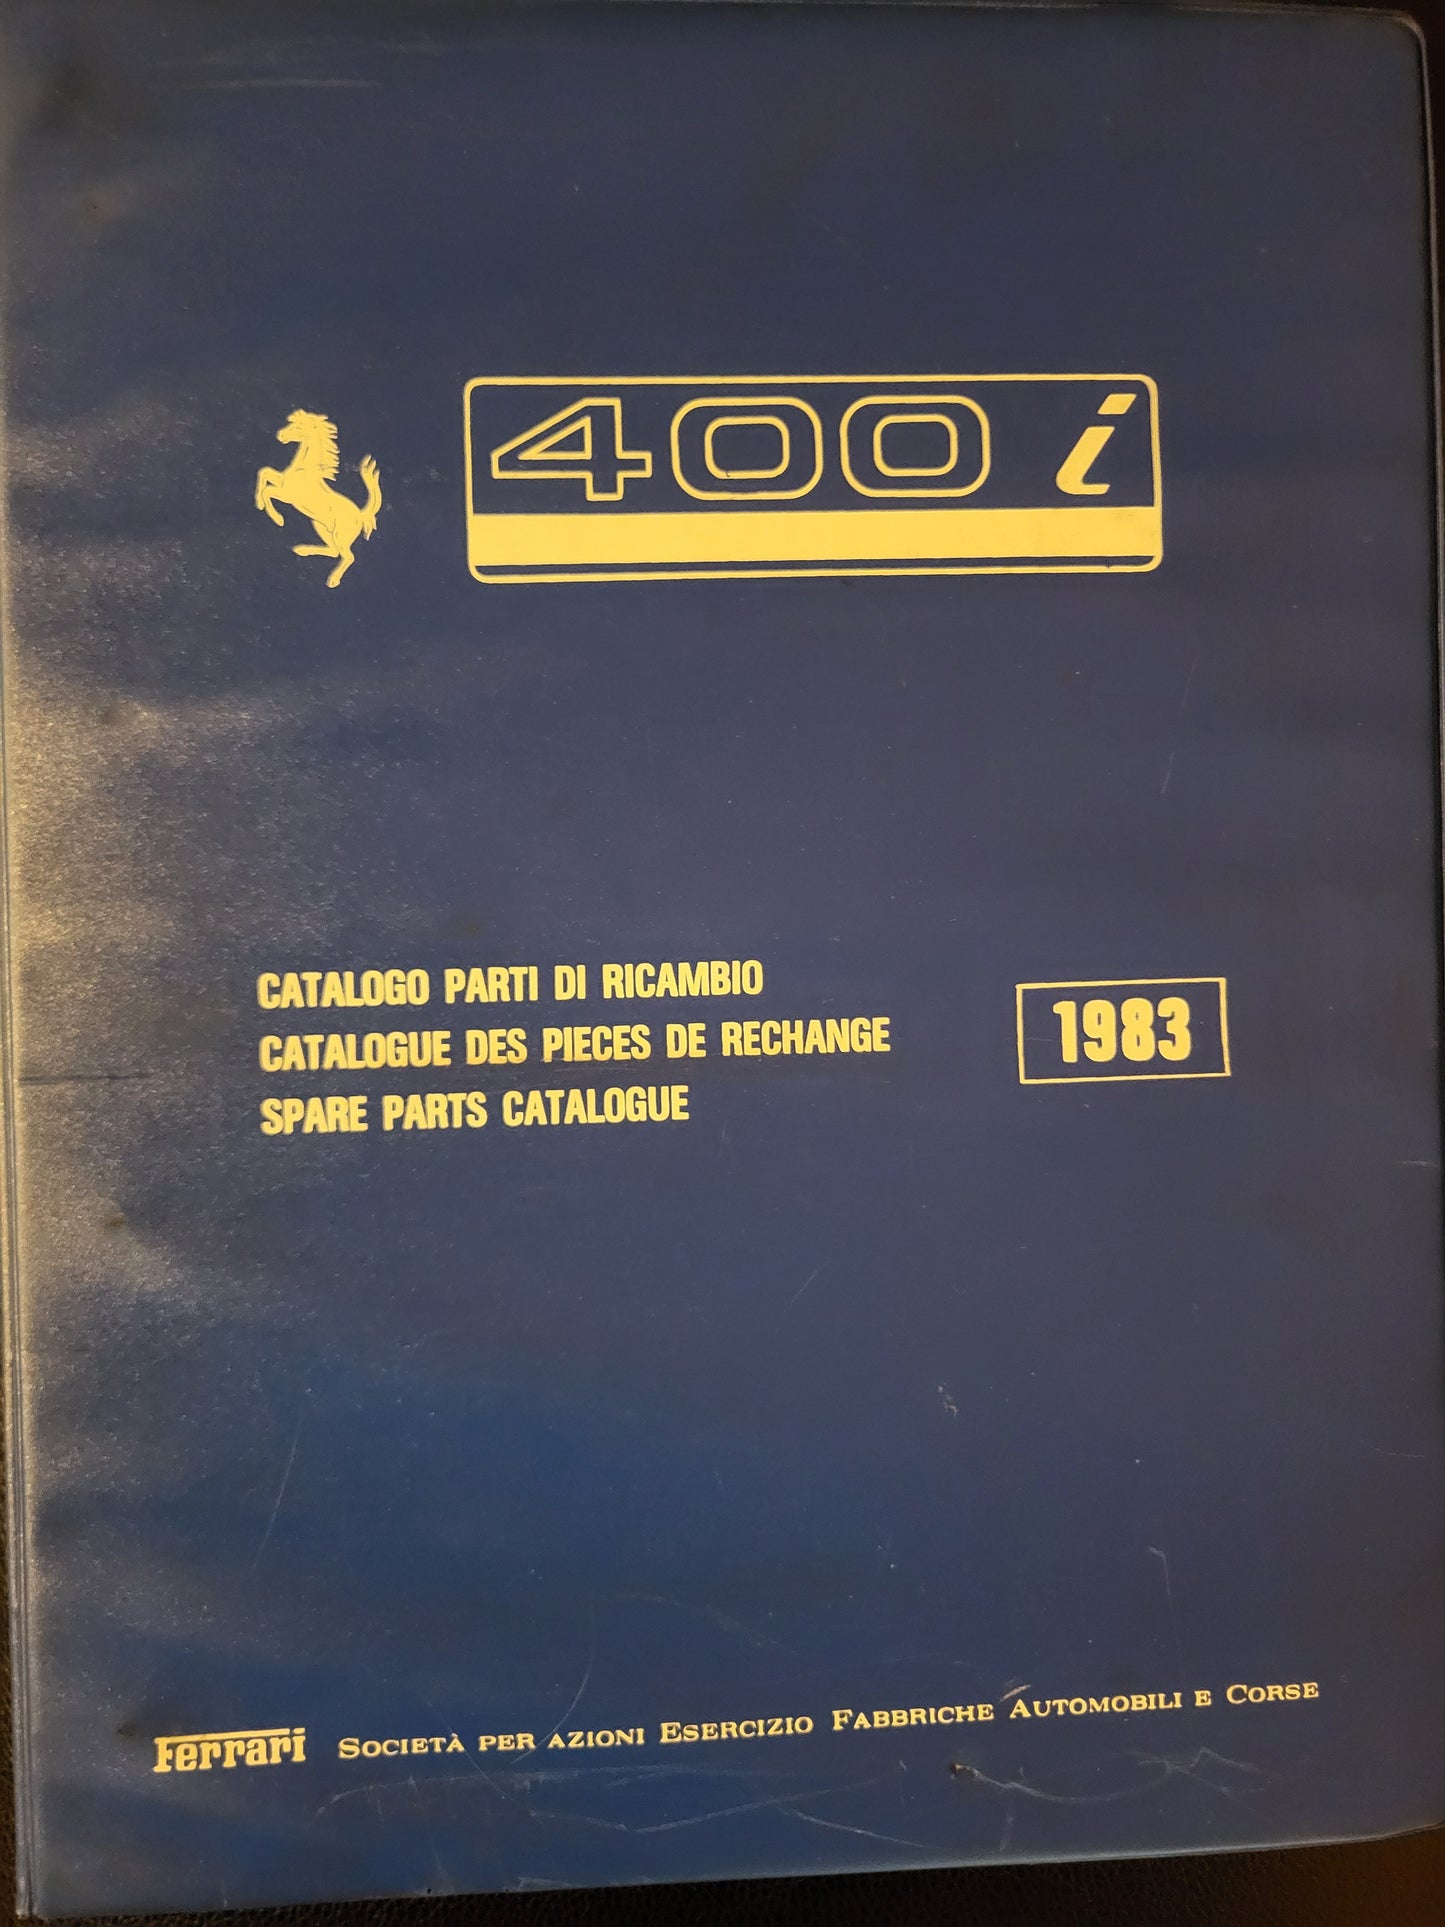 400 i
CATALOGO PARTI DI RICAMBIO
CATALOGUE DES PIECES DE RECHANGE
SPARE PARTS CATALOGUE
1983
Ferrari SOCIETÀ PER AZIONI ESERCIZIO FABBRICHE AUTOMOBILI E CORSE